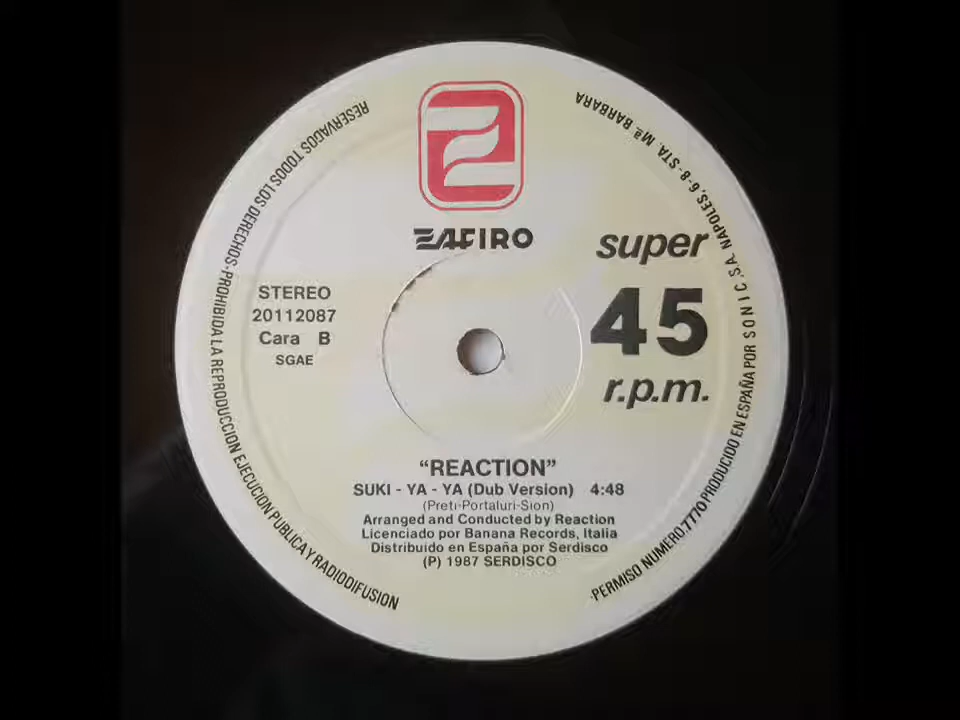 ZAFIRO
super
45
r.p.m.
STEREO
20112087
Cara B
SGAE
"REACTION"
SUKI - YA - YA (Dub Version) 4:48
(Preti-Portaluri-Sion)
Arranged and Conducted by Reaction
Licenciado por Banana Records, Italia
Distribuido en España por Serdisco
(P) 1987 SERDISCO
RESERVADOS TODOS LOS DERECHOS-PROHIBIDA LA REPRODUCCION EJECUCION PUBLICA Y RADIODIFUSION
·PERMISO NUMERO 7770 PRODUCIDO EN ESPAÑA POR SONIC, S.A. NAPOLES, 6-8 - STA. Mª. BARBARA